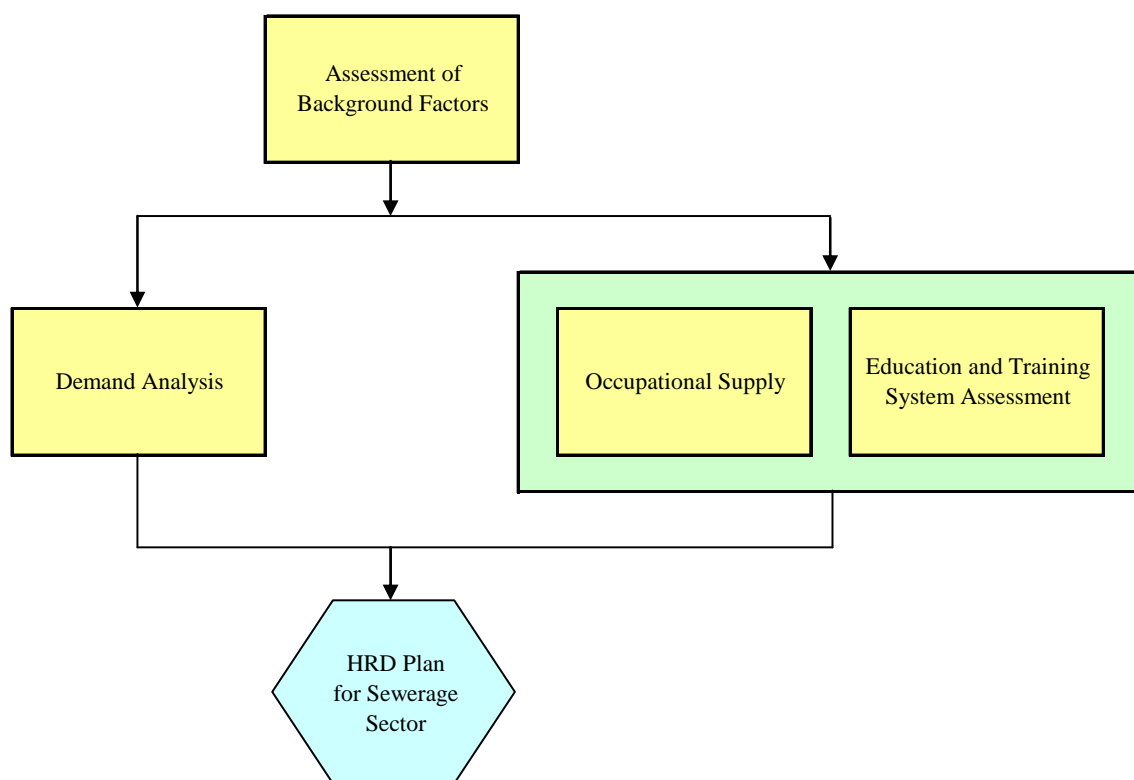 Assessment of
Background Factors
Demand Analysis
Occupational Supply
Education and Training
System Assessment
HRD Plan
for Sewerage
Sector